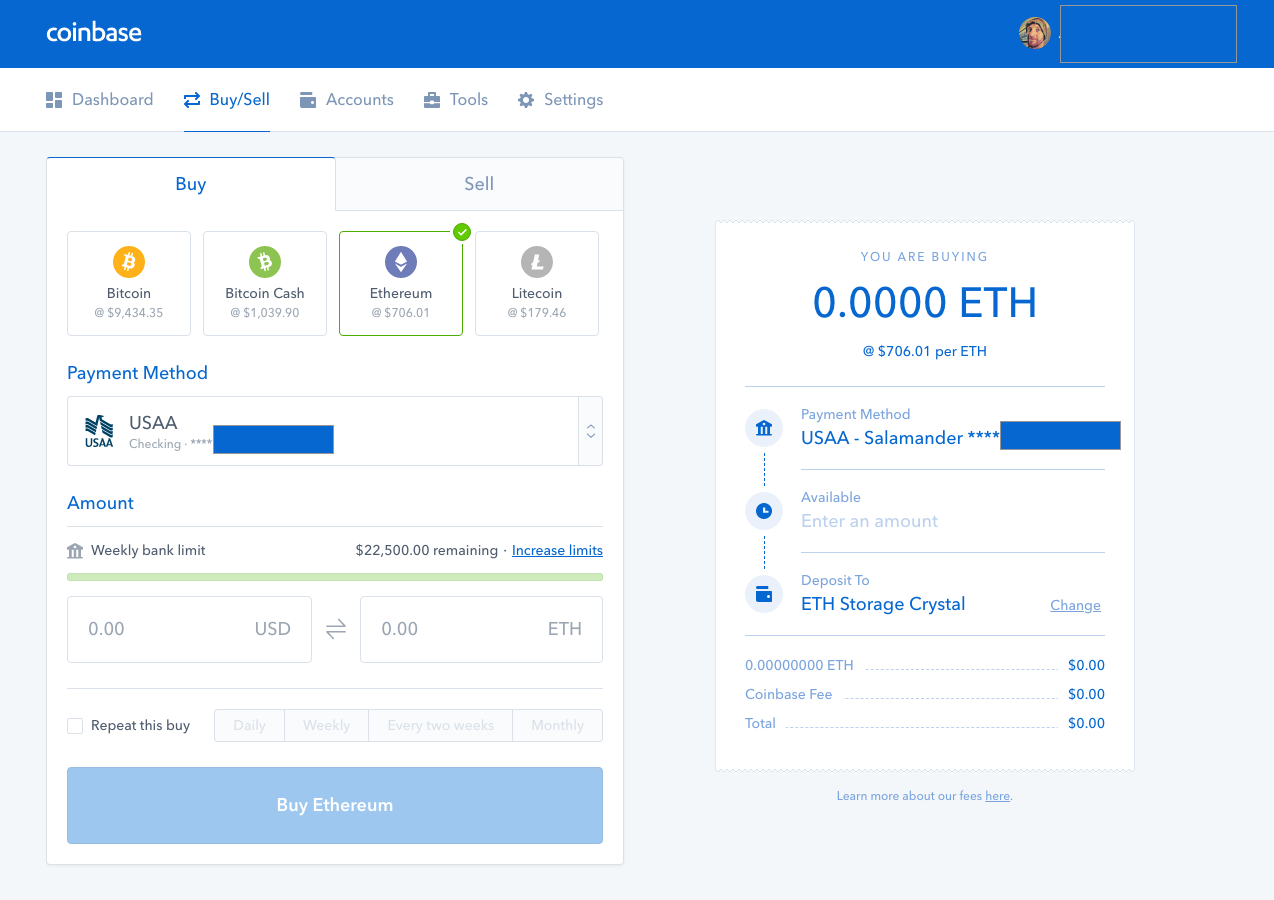 coinbase
Dashboard Buy/Sell Accounts Tools Settings
Buy Sell
Bitcoin
@ $9,434.35
Bitcoin Cash
@ $1,039.90
Ethereum
@ $706.01
Litecoin
@ $179.46
Payment Method
USAA
USAA
Checking · ****
Amount
Weekly bank limit $22,500.00 remaining · Increase limits
0.00 USD 0.00 ETH
Repeat this buy Daily Weekly Every two weeks Monthly
Buy Ethereum
YOU ARE BUYING
0.0000 ETH
@ $706.01 per ETH
Payment Method
USAA - Salamander ****
Available
Enter an amount
Deposit To
ETH Storage Crystal Change
0.00000000 ETH $0.00
Coinbase Fee $0.00
Total $0.00
Learn more about our fees here.